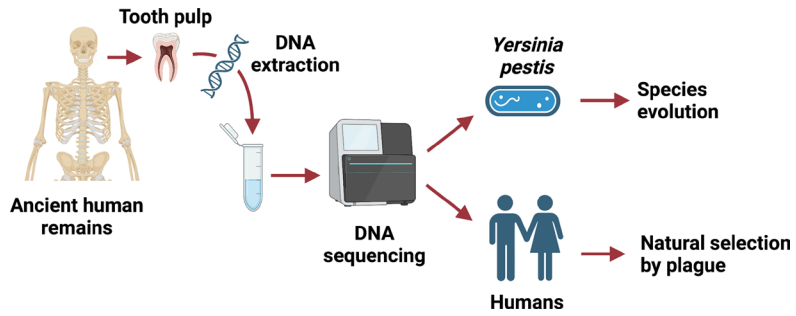 Tooth pulp
DNA
extraction
Ancient human
remains
DNA
sequencing
Yersinia
pestis
Species
evolution
Humans
Natural selection
by plague